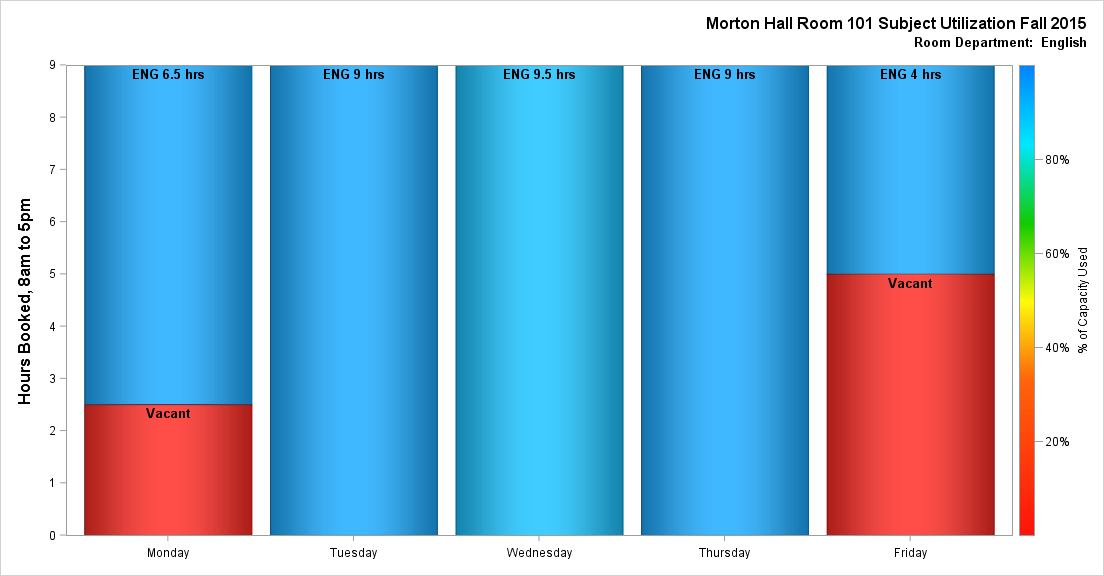 Morton Hall Room 101 Subject Utilization Fall 2015
Room Department: English
Hours Booked, 8am to 5pm
9
8
7
6
5
4
3
2
1
0
ENG 6.5 hrs
ENG 9 hrs
ENG 9.5 hrs
ENG 9 hrs
ENG 4 hrs
Vacant
Vacant
Monday
Tuesday
Wednesday
Thursday
Friday
80%
60%
40%
20%
% of Capacity Used